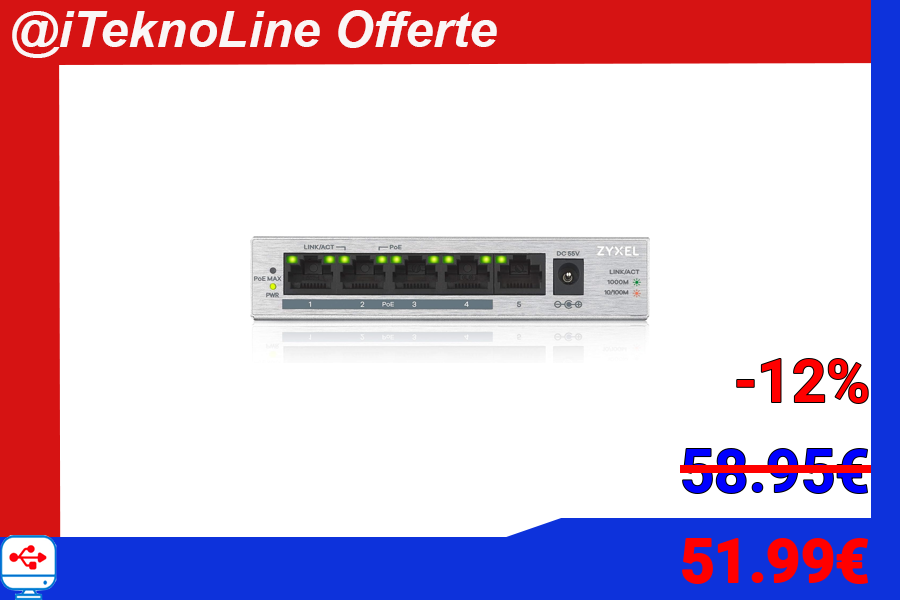 @iTeknoLine Offerte
LINK/ACT PoE
ZYXEL
DC 55V
LINK/ACT
PoE MAX
1000M
PWR
10/100M
1 2 PoE 3 4 5
-12%
58.95€
51.99€